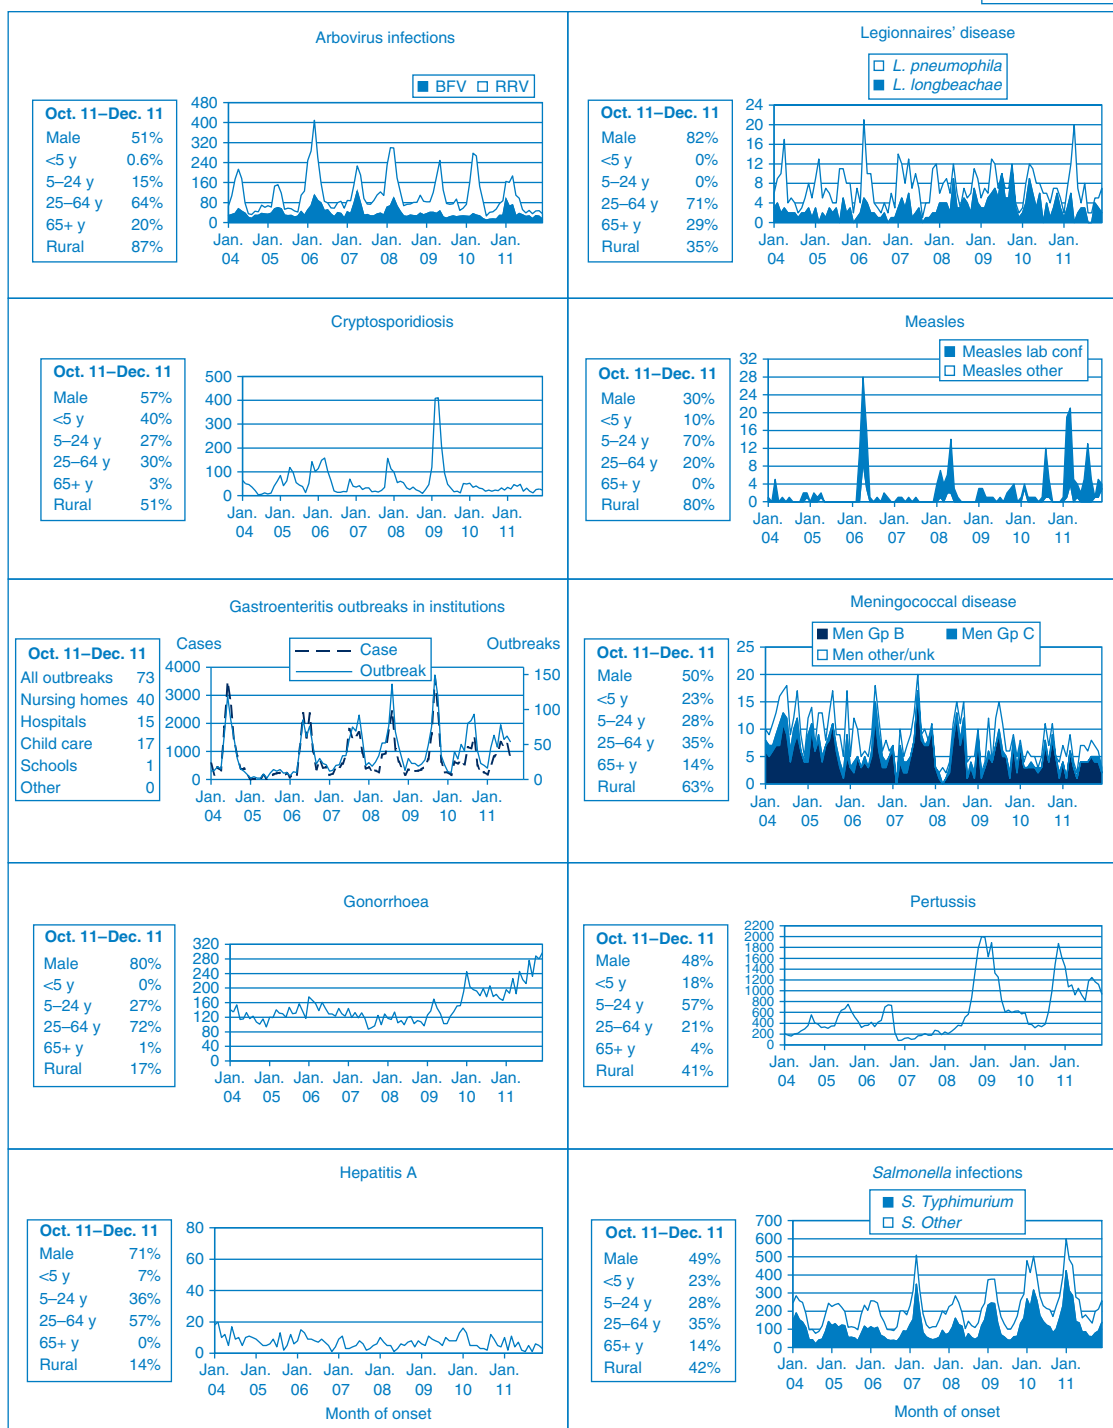 Arbovirus infections
BFV RRV
Oct. 11–Dec. 11
Male 51%
<5 y 0.6%
5–24 y 15%
25–64 y 64%
65+ y 20%
Rural 87%
480
400
320
240
160
80
0
Jan. Jan. Jan. Jan. Jan. Jan. Jan. Jan.
04 05 06 07 08 09 10 11
Legionnaires’ disease
L. pneumophila
L. longbeachae
Oct. 11–Dec. 11
Male 82%
<5 y 0%
5–24 y 0%
25–64 y 71%
65+ y 29%
Rural 35%
24
20
16
12
8
4
0
Jan. Jan. Jan. Jan. Jan. Jan. Jan. Jan.
04 05 06 07 08 09 10 11
Cryptosporidiosis
Oct. 11–Dec. 11
Male 57%
<5 y 40%
5–24 y 27%
25–64 y 30%
65+ y 3%
Rural 51%
500
400
300
200
100
0
Jan. Jan. Jan. Jan. Jan. Jan. Jan. Jan.
04 05 06 07 08 09 10 11
Measles
Measles lab conf
Measles other
Oct. 11–Dec. 11
Male 30%
<5 y 10%
5–24 y 70%
25–64 y 20%
65+ y 0%
Rural 80%
32
28
24
20
16
12
8
4
0
Jan. Jan. Jan. Jan. Jan. Jan. Jan. Jan.
04 05 06 07 08 09 10 11
Gastroenteritis outbreaks in institutions
Cases Outbreaks
Case
Outbreak
Oct. 11–Dec. 11
All outbreaks 73
Nursing homes 40
Hospitals 15
Child care 17
Schools 1
Other 0
4000
3000
2000
1000
0
150
100
50
0
Jan. Jan. Jan. Jan. Jan. Jan. Jan. Jan.
04 05 06 07 08 09 10 11
Meningococcal disease
Men Gp B Men Gp C
Men other/unk
Oct. 11–Dec. 11
Male 50%
<5 y 23%
5–24 y 28%
25–64 y 35%
65+ y 14%
Rural 63%
25
20
15
10
5
0
Jan. Jan. Jan. Jan. Jan. Jan. Jan. Jan.
04 05 06 07 08 09 10 11
Gonorrhoea
Oct. 11–Dec. 11
Male 80%
<5 y 0%
5–24 y 27%
25–64 y 72%
65+ y 1%
Rural 17%
320
280
240
200
160
120
80
40
0
Jan. Jan. Jan. Jan. Jan. Jan. Jan. Jan.
04 05 06 07 08 09 10 11
Pertussis
Oct. 11–Dec. 11
Male 48%
<5 y 18%
5–24 y 57%
25–64 y 21%
65+ y 4%
Rural 41%
2200
2000
1800
1600
1400
1200
1000
800
600
400
200
0
Jan. Jan. Jan. Jan. Jan. Jan. Jan. Jan.
04 05 06 07 08 09 10 11
Hepatitis A
Oct. 11–Dec. 11
Male 71%
<5 y 7%
5–24 y 36%
25–64 y 57%
65+ y 0%
Rural 14%
80
60
40
20
0
Jan. Jan. Jan. Jan. Jan. Jan. Jan. Jan.
04 05 06 07 08 09 10 11
Month of onset
Salmonella infections
S. Typhimurium
S. Other
Oct. 11–Dec. 11
Male 49%
<5 y 23%
5–24 y 28%
25–64 y 35%
65+ y 14%
Rural 42%
700
600
500
400
300
200
100
0
Jan. Jan. Jan. Jan. Jan. Jan. Jan. Jan.
04 05 06 07 08 09 10 11
Month of onset